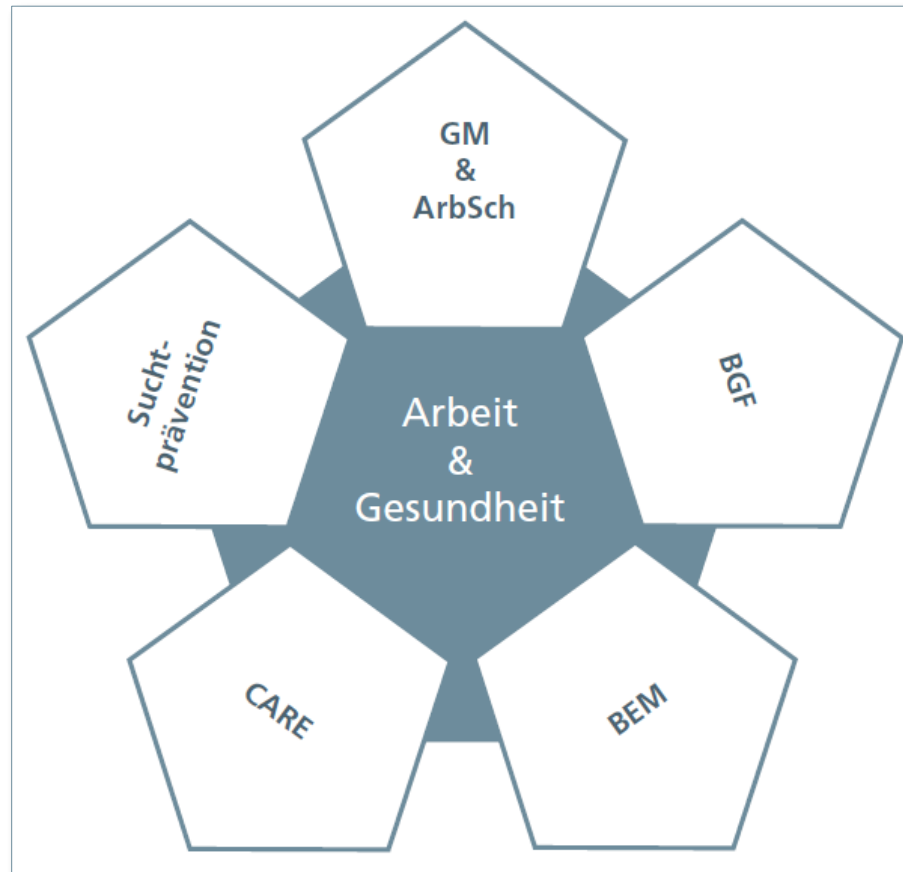 GM
&
ArbSch
Sucht-
prävention
BGF
Arbeit
&
Gesundheit
CARE
BEM